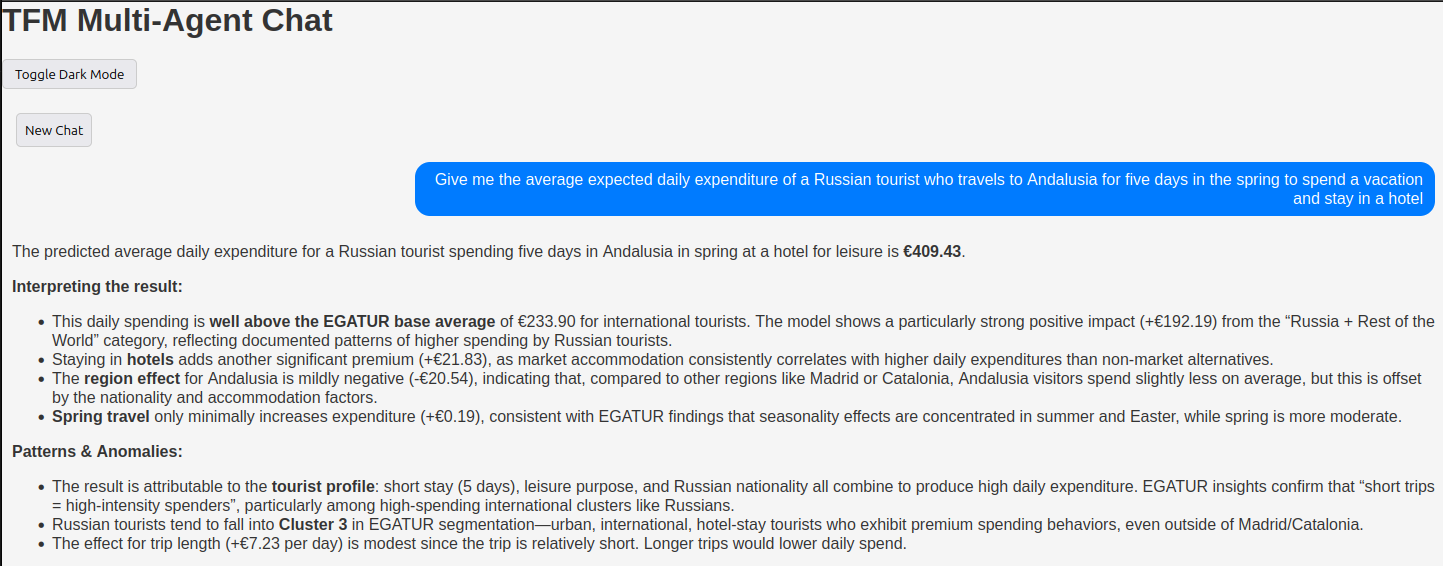 TFM Multi-Agent Chat
Toggle Dark Mode
New Chat
Give me the average expected daily expenditure of a Russian tourist who travels to Andalusia for five days in the spring to spend a vacation
and stay in a hotel
The predicted average daily expenditure for a Russian tourist spending five days in Andalusia in spring at a hotel for leisure is €409.43.
Interpreting the result:
• This daily spending is well above the EGATUR base average of €233.90 for international tourists. The model shows a particularly strong positive impact (+€192.19) from the “Russia + Rest of the
World” category, reflecting documented patterns of higher spending by Russian tourists.
• Staying in hotels adds another significant premium (+€21.83), as market accommodation consistently correlates with higher daily expenditures than non-market alternatives.
• The region effect for Andalusia is mildly negative (-€20.54), indicating that, compared to other regions like Madrid or Catalonia, Andalusia visitors spend slightly less on average, but this is offset
by the nationality and accommodation factors.
• Spring travel only minimally increases expenditure (+€0.19), consistent with EGATUR findings that seasonality effects are concentrated in summer and Easter, while spring is more moderate.
Patterns & Anomalies:
• The result is attributable to the tourist profile: short stay (5 days), leisure purpose, and Russian nationality all combine to produce high daily expenditure. EGATUR insights confirm that “short trips
= high-intensity spenders”, particularly among high-spending international clusters like Russians.
• Russian tourists tend to fall into Cluster 3 in EGATUR segmentation—urban, international, hotel-stay tourists who exhibit premium spending behaviors, even outside of Madrid/Catalonia.
• The effect for trip length (+€7.23 per day) is modest since the trip is relatively short. Longer trips would lower daily spend.